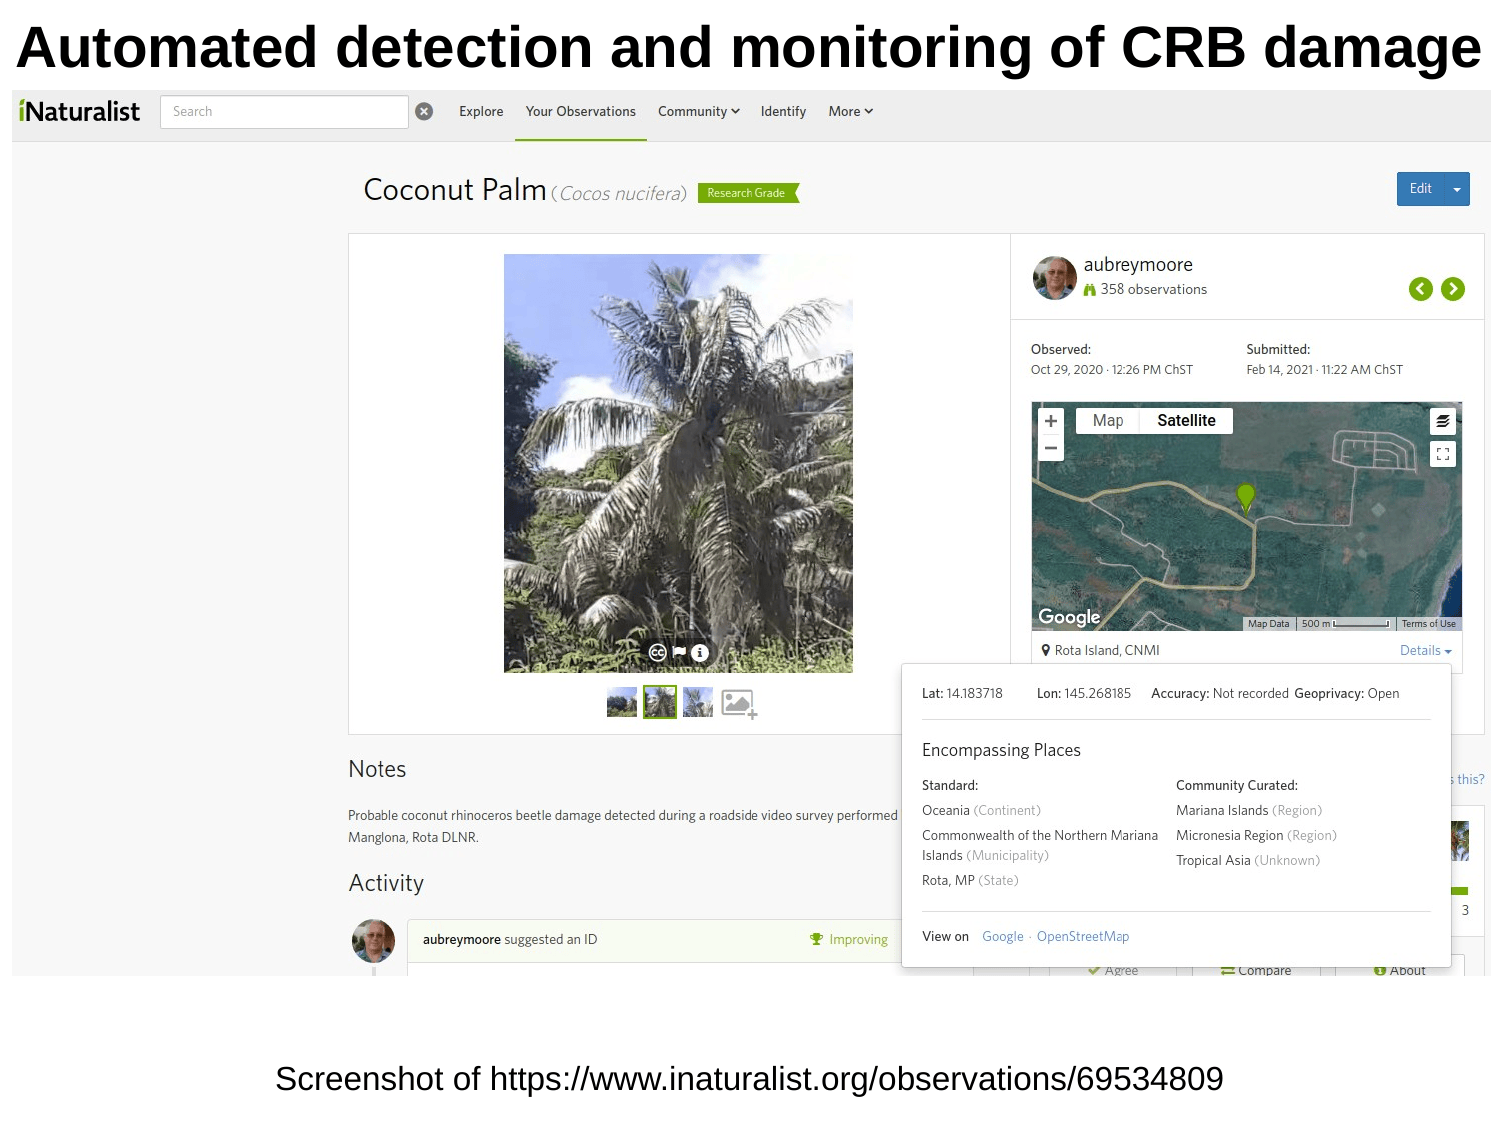 Automated detection and monitoring of CRB damage
iNaturalist
Search
Explore
Your Observations
Community
Identify
More
Coconut Palm (Cocos nucifera)
Research Grade
Edit
aubreymoore
358 observations
Observed:
Submitted:
Oct 29, 2020 · 12:26 PM ChST
Feb 14, 2021 · 11:22 AM ChST
Map
Satellite
Google
Map Data
500 m
Terms of Use
Rota Island, CNMI
Details
cc
Lat: 14.183718
Lon: 145.268185
Accuracy: Not recorded
Geoprivacy: Open
Encompassing Places
Standard:
Oceania (Continent)
Commonwealth of the Northern Mariana
Islands (Municipality)
Rota, MP (State)
Community Curated:
Mariana Islands (Region)
Micronesia Region (Region)
Tropical Asia (Unknown)
View on Google · OpenStreetMap
s this?
3
Notes
Probable coconut rhinoceros beetle damage detected during a roadside video survey performed
Manglona, Rota DLNR.
Activity
aubreymoore suggested an ID
Improving
Agree
Compare
About
Screenshot of https://www.inaturalist.org/observations/69534809